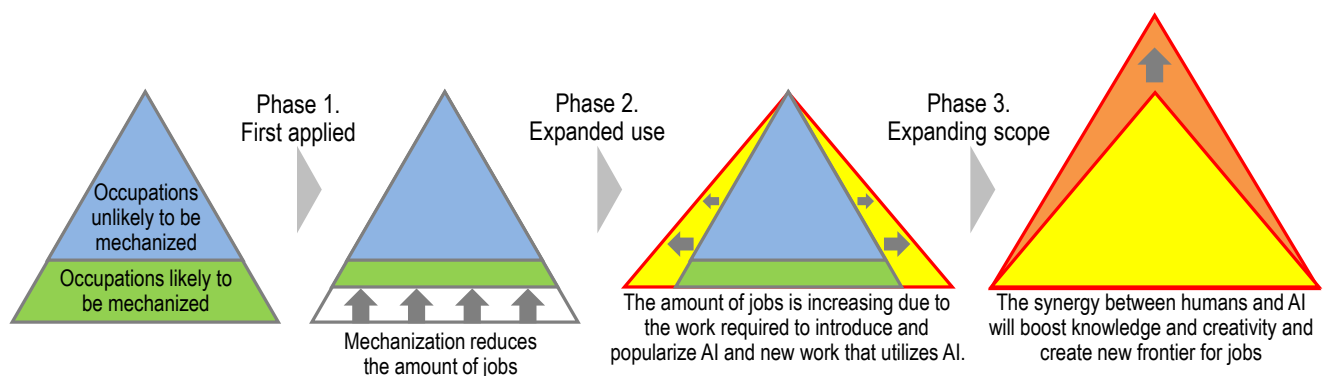 Occupations
unlikely to be
mechanized
Occupations likely to
be mechanized
Phase 1.
First applied
Mechanization reduces
the amount of jobs
Phase 2.
Expanded use
The amount of jobs is increasing due to
the work required to introduce and
popularize AI and new work that utilizes AI.
Phase 3.
Expanding scope
The synergy between humans and AI
will boost knowledge and creativity and
create new frontier for jobs